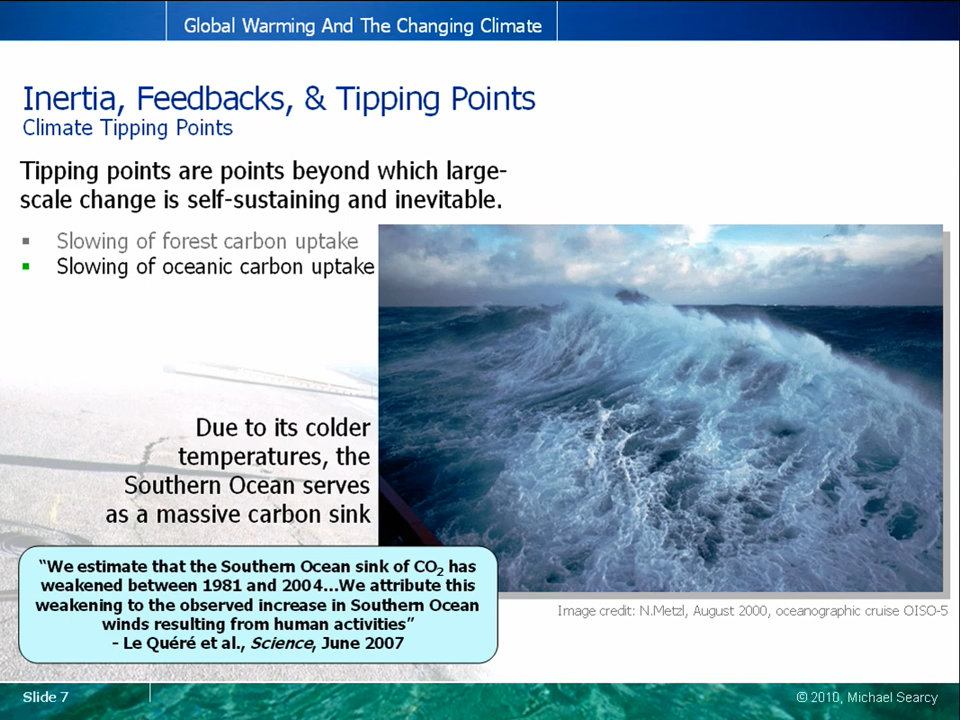 Global Warming And The Changing Climate
Inertia, Feedbacks, & Tipping Points
Climate Tipping Points
Tipping points are points beyond which large-
scale change is self-sustaining and inevitable.
▪ Slowing of forest carbon uptake
▪ Slowing of oceanic carbon uptake
Due to its colder
temperatures, the
Southern Ocean serves
as a massive carbon sink
“We estimate that the Southern Ocean sink of CO₂ has
weakened between 1981 and 2004...We attribute this
weakening to the observed increase in Southern Ocean
winds resulting from human activities”
- Le Quéré et al., Science, June 2007
Image credit: N.Metzl, August 2000, oceanographic cruise OISO-5
Slide 7
© 2010, Michael Searcy